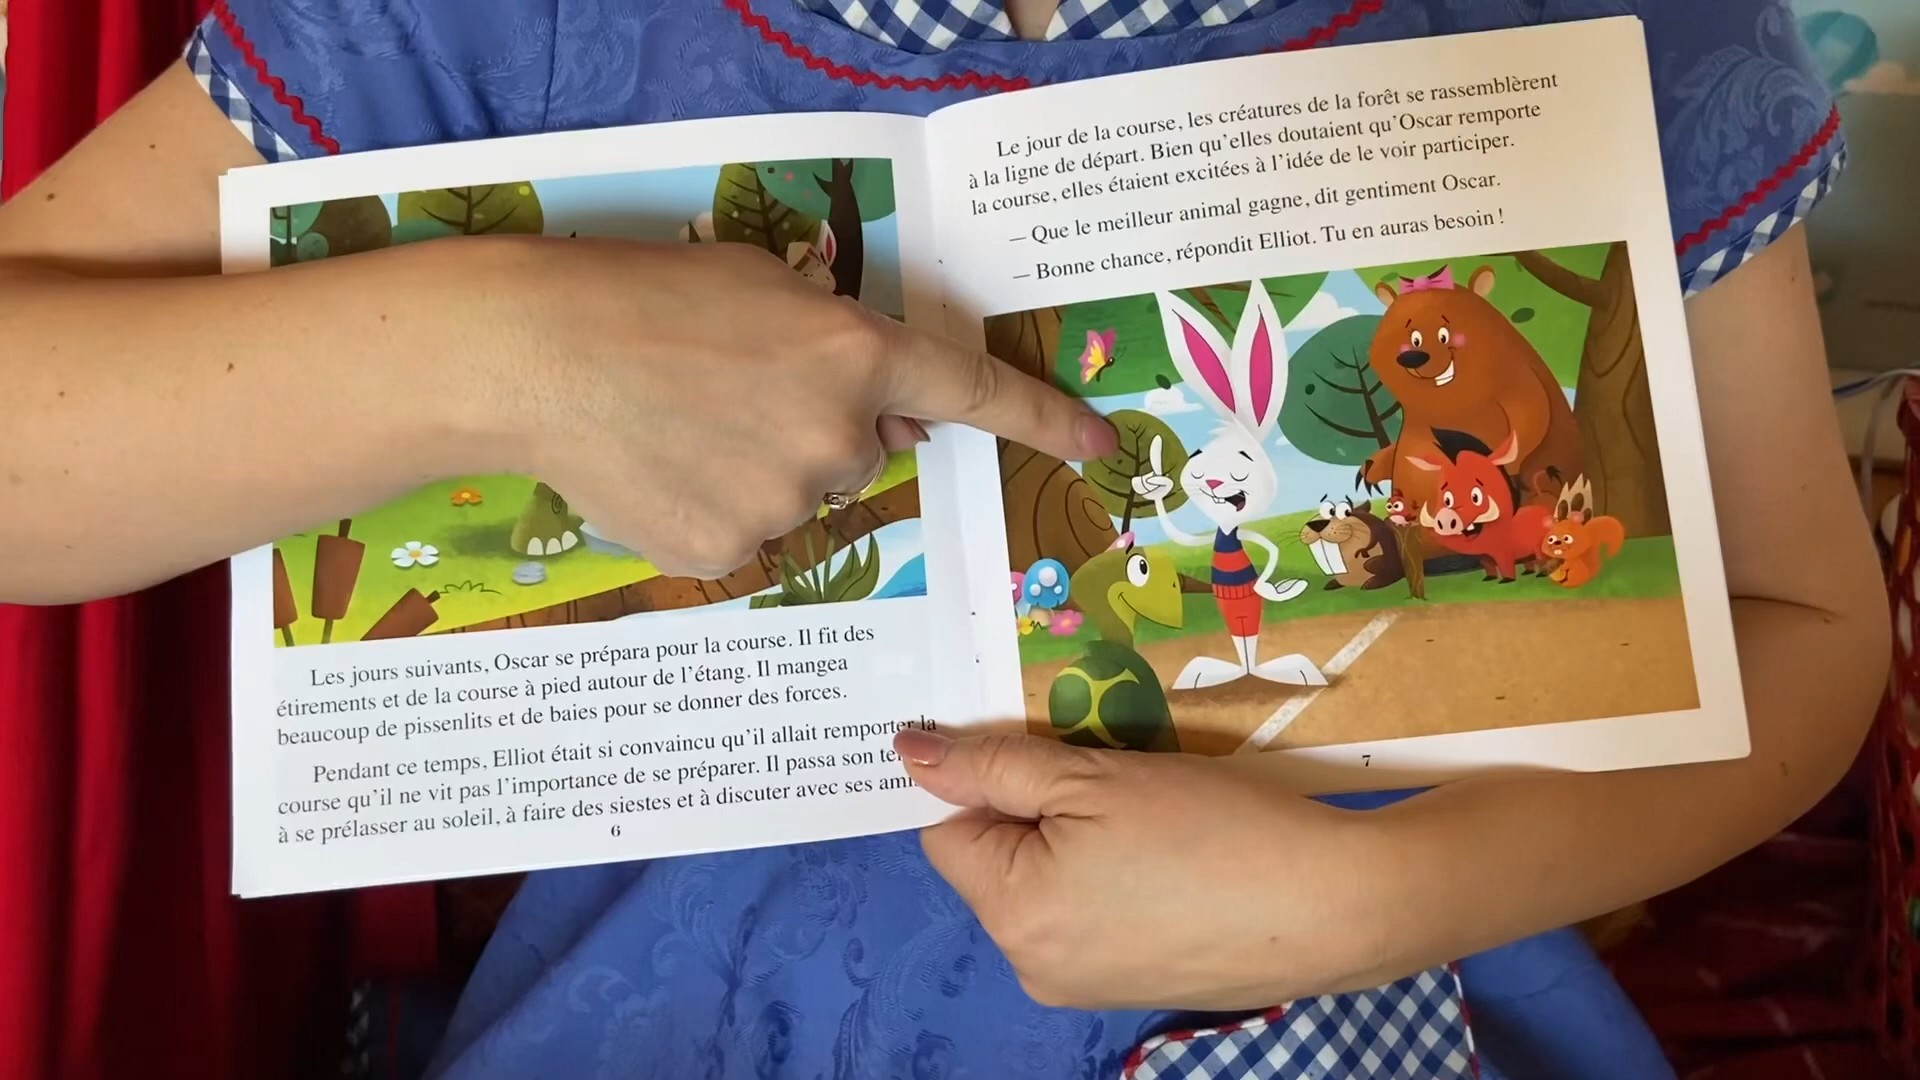 Les jours suivants, Oscar se prépara pour la course. Il fit des
étirements et de la course à pied autour de l'étang. Il mangea
beaucoup de pissenlits et de baies pour se donner des forces.
Pendant ce temps, Elliot était si convaincu qu'il allait remporter la
course qu'il ne vit pas l'importance de se préparer. Il passa son
à se prélasser au soleil, à faire des siestes et à discuter avec ses
6
Le jour de la course, les créatures de la forêt se rassemblèrent
à la ligne de départ. Bien qu'elles doutaient qu'Oscar remporte
la course, elles étaient excitées à l'idée de le voir participer.
— Que le meilleur animal gagne, dit gentiment Oscar.
— Bonne chance, répondit Elliot. Tu en auras besoin !
7